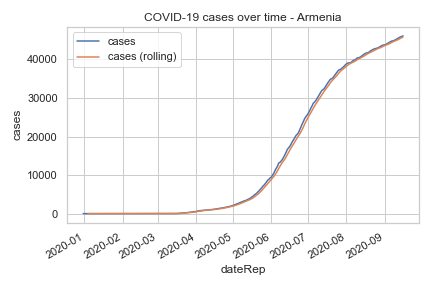 COVID-19 cases over time - Armenia
cases
cases (rolling)
40000
30000
20000
10000
0
cases
2020-01
2020-02
2020-03
2020-04
2020-05
2020-06
2020-07
2020-08
2020-09
dateRep